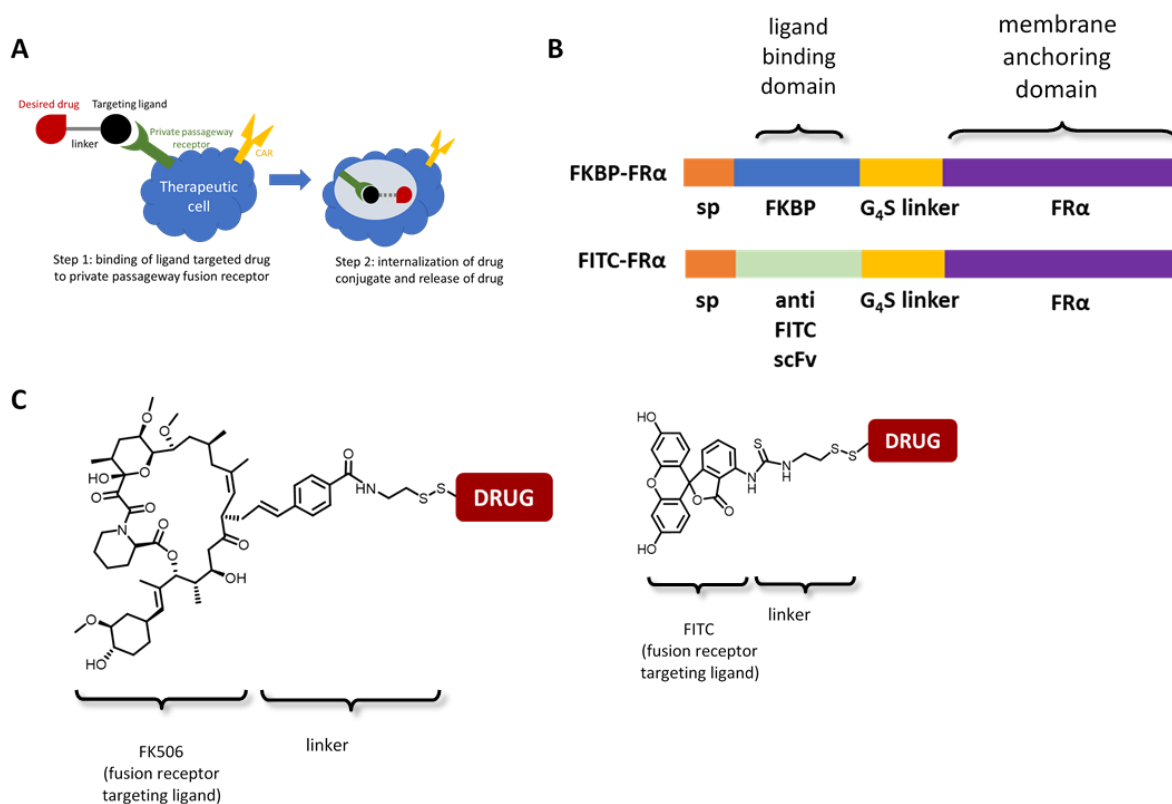 A
Desired drug
Targeting ligand
linker
Private passageway
receptor
CAR
Therapeutic
cell
Step 1: binding of ligand targeted drug
to private passageway fusion receptor
Step 2: internalization of drug
conjugate and release of drug
B
ligand
binding
domain
membrane
anchoring
domain
FKBP-FRα
sp
FKBP
G₄S linker
FRα
FITC-FRα
sp
anti
FITC
scFv
G₄S linker
FRα
C
O
O
HO
O
O
O
N
O
O
O
HO
O
OH
O
N
H
S
S
DRUG
FK506
(fusion receptor
targeting ligand)
linker
HO
O
HO
O
O
N
H
S
N
H
S
S
DRUG
FITC
(fusion receptor
targeting ligand)
linker